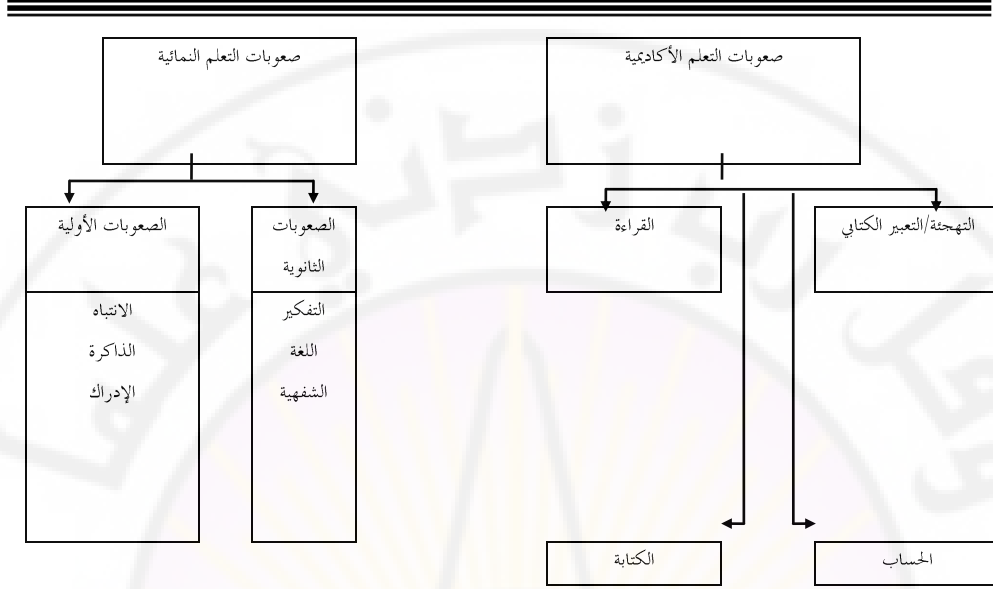 صعوبات التعلم الأكاديمية
صعوبات التعلم النمائية
التهجئة/التعبير الكتابي
القراءة
الصعوبات
الثانوية
الصعوبات الأولية
التفكير
اللغة
الشفهية
الانتباه
الذاكرة
الإدراك
الحساب
الكتابة